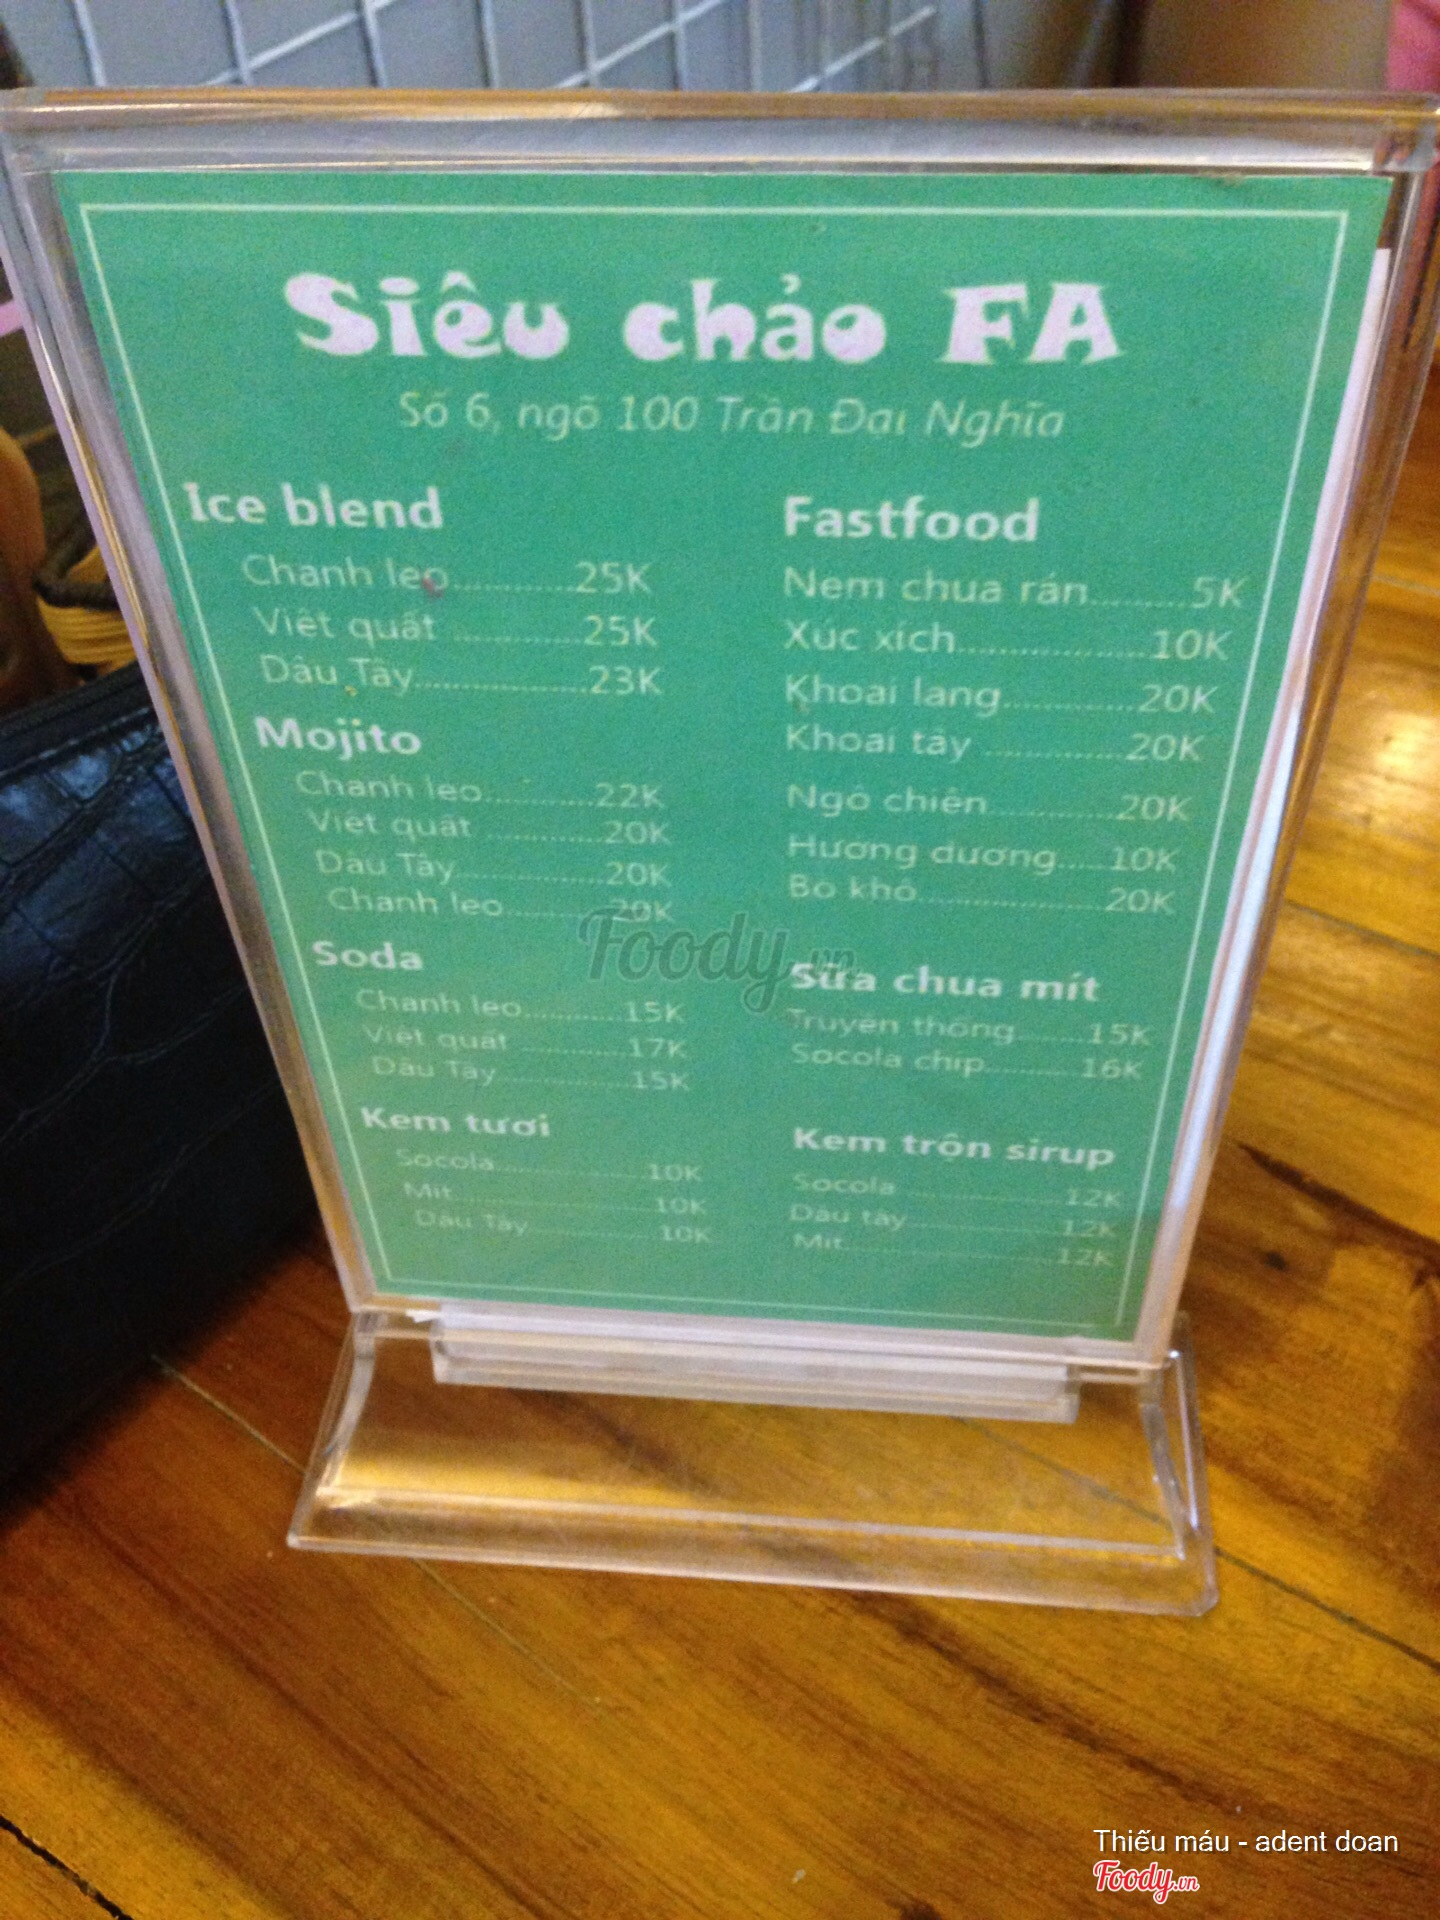 Siêu chảo FA
Số 6, ngõ 100 Trần Đại Nghĩa
Ice blend
Chanh leo............25K
Việt quất ............25K
Dâu Tây.................23K
Mojito
Chanh leo...........22K
Việt quất ............20K
Dâu Tây...............20K
Chanh leo...........20K
Soda
Chanh leo...........15K
Việt quất ............17K
Dâu Tây...............15K
Kem tươi
Socola.................10K
Mít......................10K
Dâu Tây...............10K
Fastfood
Nem chua rán..........5K
Xúc xích...................10K
Khoai lang..............20K
Khoai tây ...............20K
Ngô chiên..............20K
Hướng dương.....10K
Bò khô....................20K
Sữa chua mít
Truyền thống.......15K
Socola chip..........16K
Kem trộn sirup
Socola .................12K
Dâu tây................12K
Mít.......................12K
Foody.vn
Thiếu máu - adent doan
Foody.vn